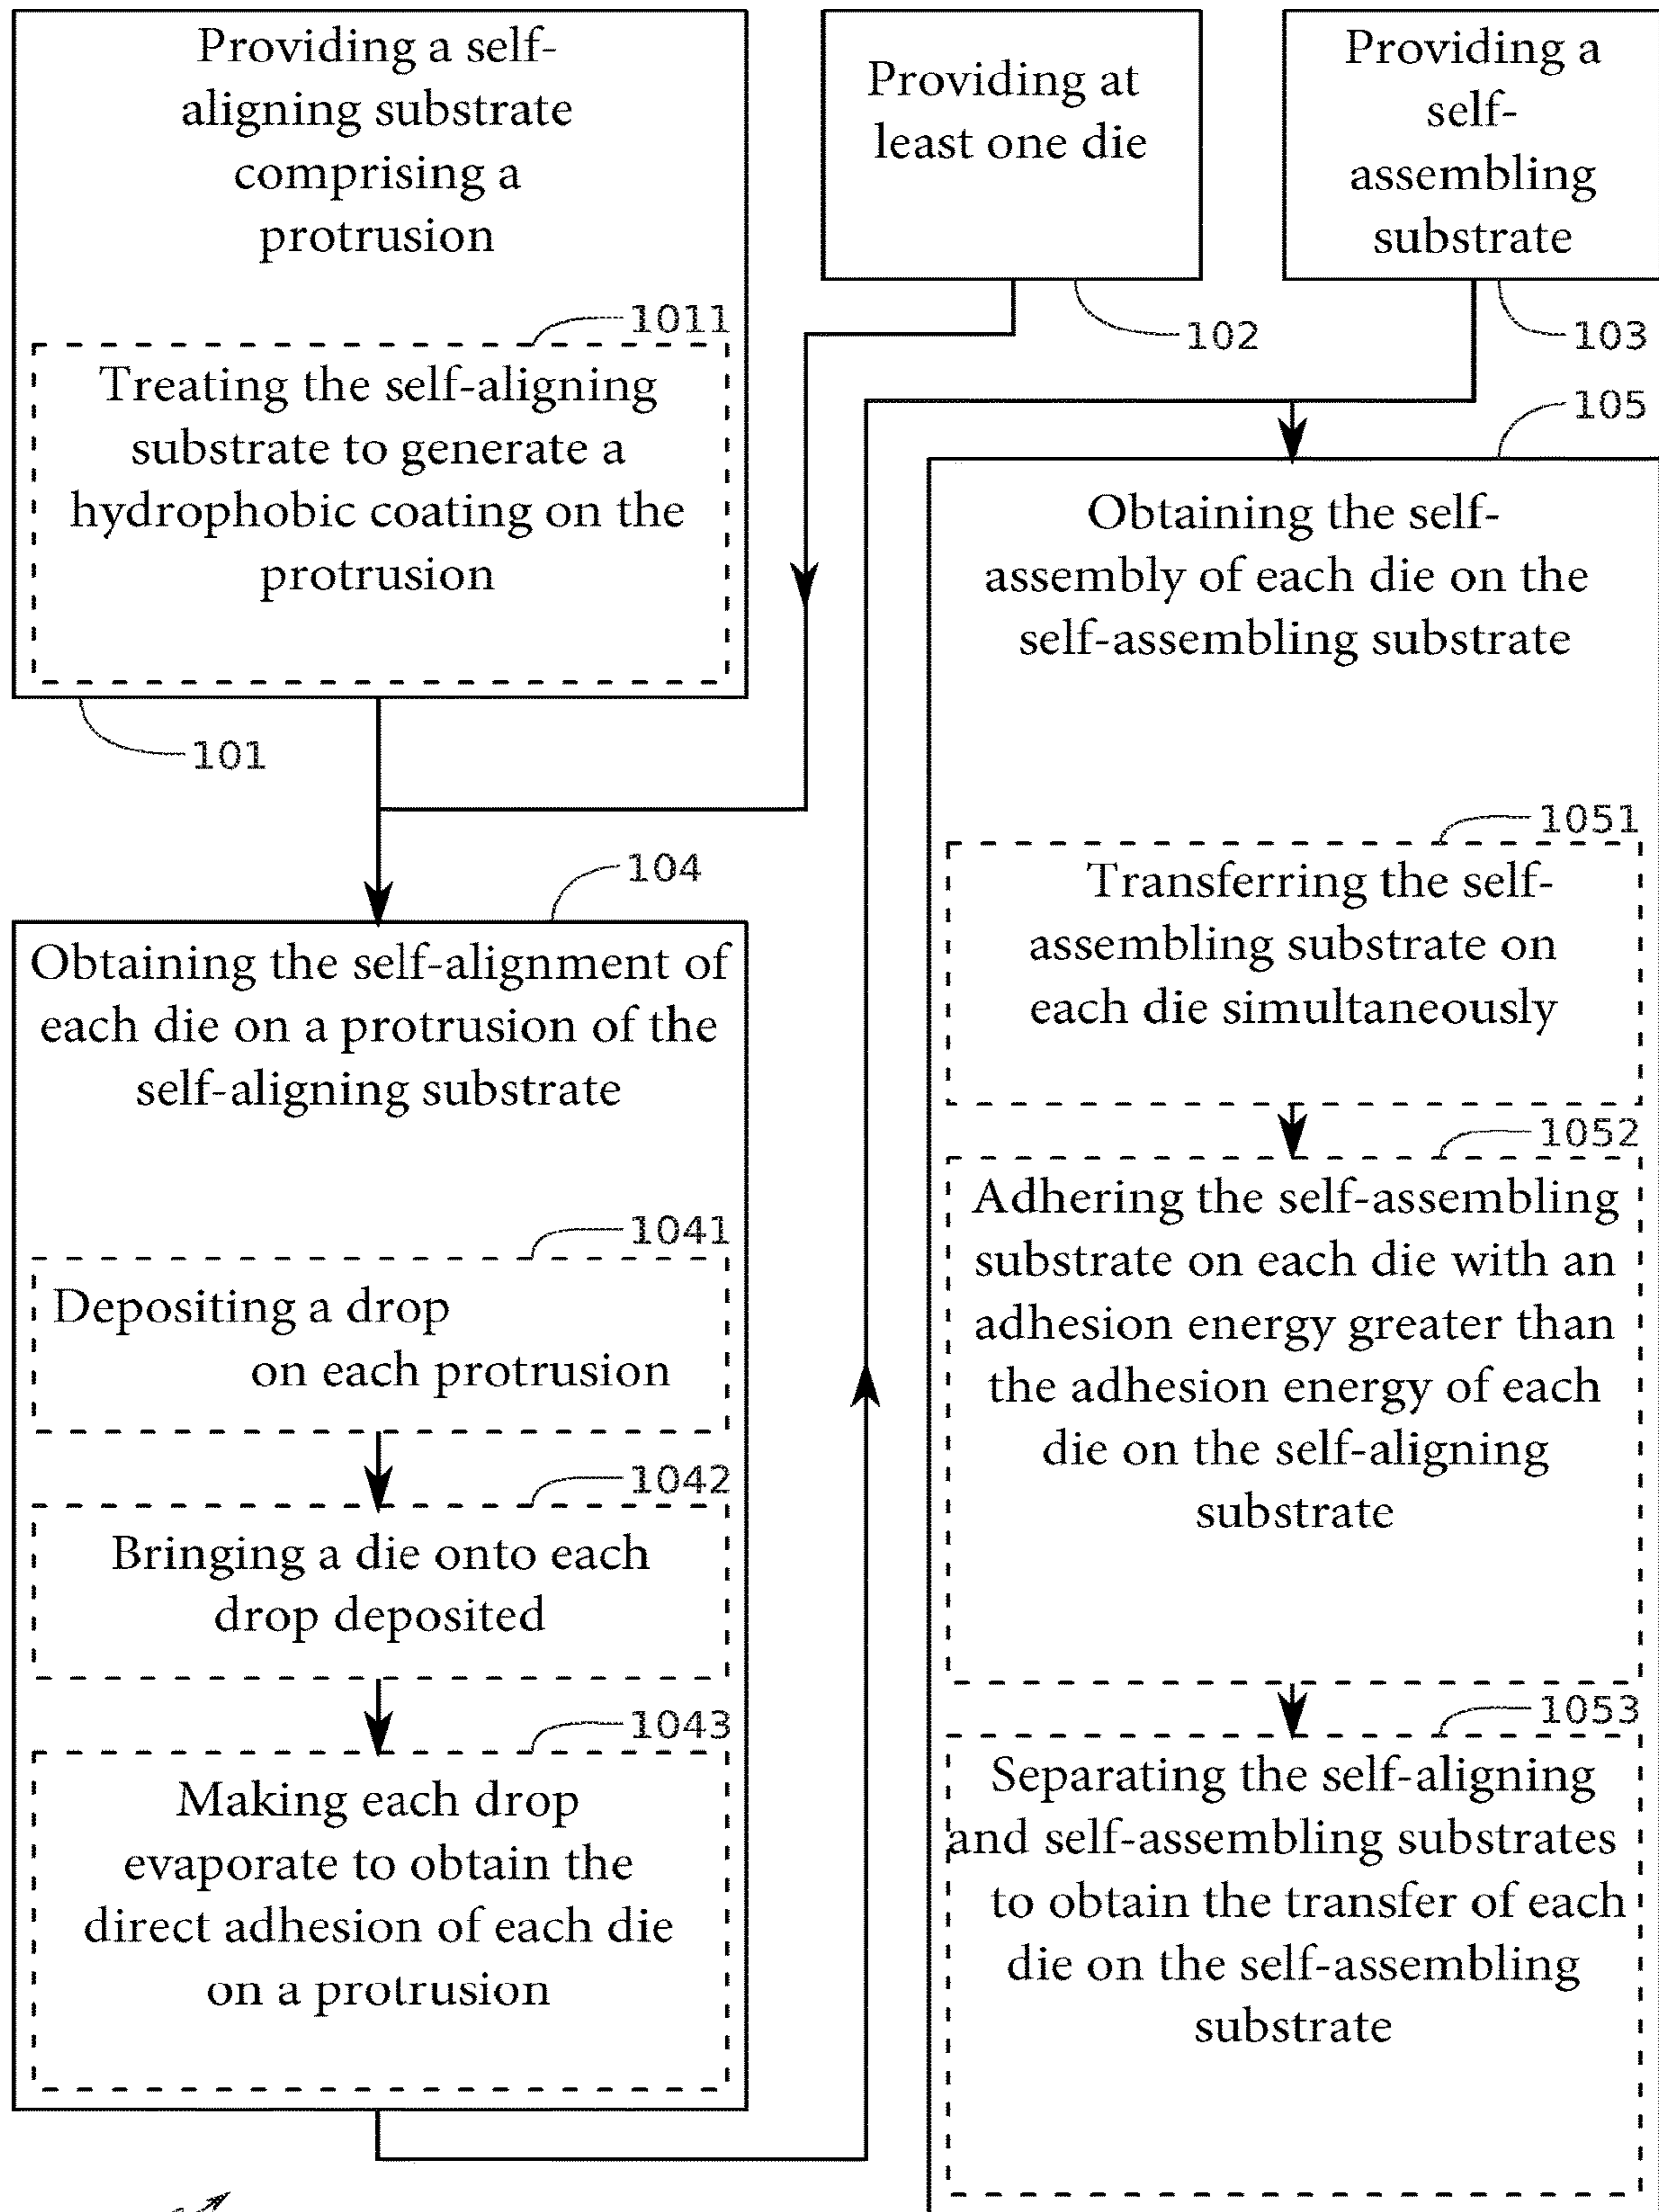 Providing a self-
aligning substrate
comprising a
protrusion
1011
Treating the self-aligning
substrate to generate a
hydrophobic coating on the
protrusion
101
Providing at
least one die
102
Providing a
self-
assembling
substrate
103
104
Obtaining the self-alignment of
each die on a protrusion of the
self-aligning substrate
1041
Depositing a drop
on each protrusion
1042
Bringing a die onto each
drop deposited
1043
Making each drop
evaporate to obtain the
direct adhesion of each die
on a protrusion
105
Obtaining the self-
assembly of each die on the
self-assembling substrate
1051
Transferring the self-
assembling substrate on
each die simultaneously
1052
Adhering the self-assembling
substrate on each die with an
adhesion energy greater than
the adhesion energy of each
die on the self-aligning
substrate
1053
Separating the self-aligning
and self-assembling substrates
to obtain the transfer of each
die on the self-assembling
substrate